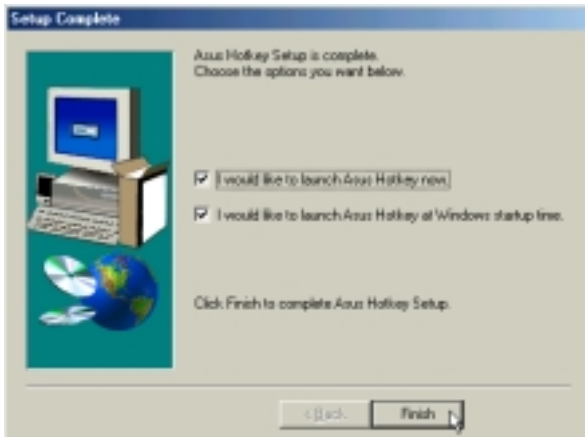 Setup Complete
Asus Hotkey Setup is complete.
Choose the options you want below.
I would like to launch Asus Hotkey now.
I would like to launch Asus Hotkey at Windows startup time.
Click Finish to complete Asus Hotkey Setup.
< Back
Finish